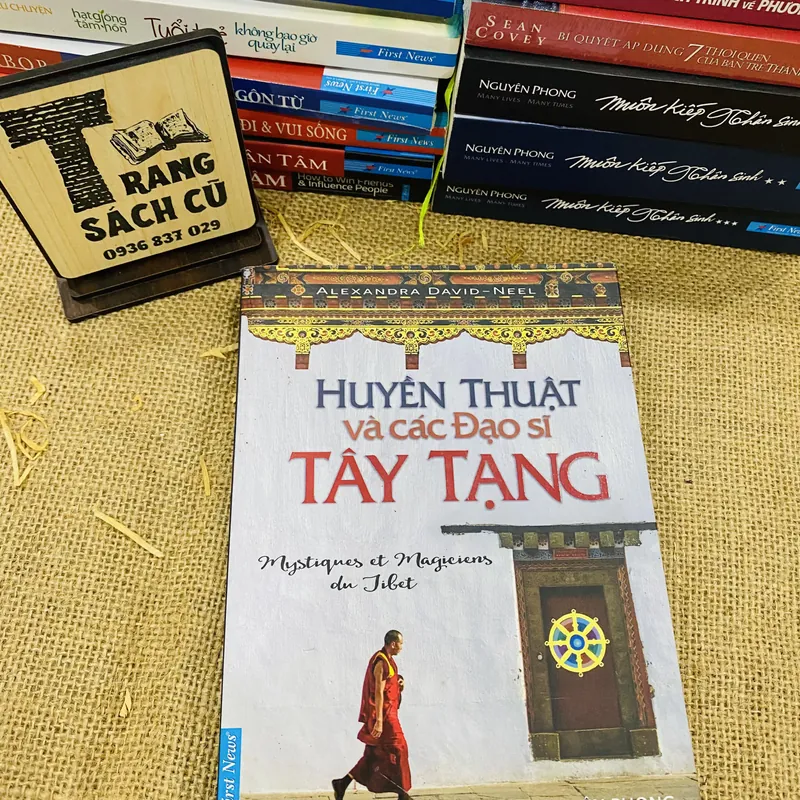 hạt giống
tâm hồn
không bao giờ
quay lại
First News
First News
NGÔN TỪ
First News
ĐI & VUI SỐNG
First News
First News
How to Win Friends
& Influence People
SEAN
COVEY
BÍ QUYẾT ÁP DỤNG 7 THÓI QUEN
CỦA BẠN TRẺ THÀNH
NGUYÊN PHONG
MANY LIVES - MANY TIMES
Muôn Kiếp Nhân Sinh
NGUYÊN PHONG
MANY LIVES - MANY TIMES
Muôn Kiếp Nhân Sinh
NGUYÊN PHONG
MANY LIVES - MANY TIMES
Muôn Kiếp Nhân Sinh
First News
TRANG
SÁCH CŨ
0936 837 029
ALEXANDRA DAVID-NEEL
HUYỀN THUẬT
và các Đạo sĩ
TÂY TẠNG
Mystiques et Magiciens
du Tibet
First News